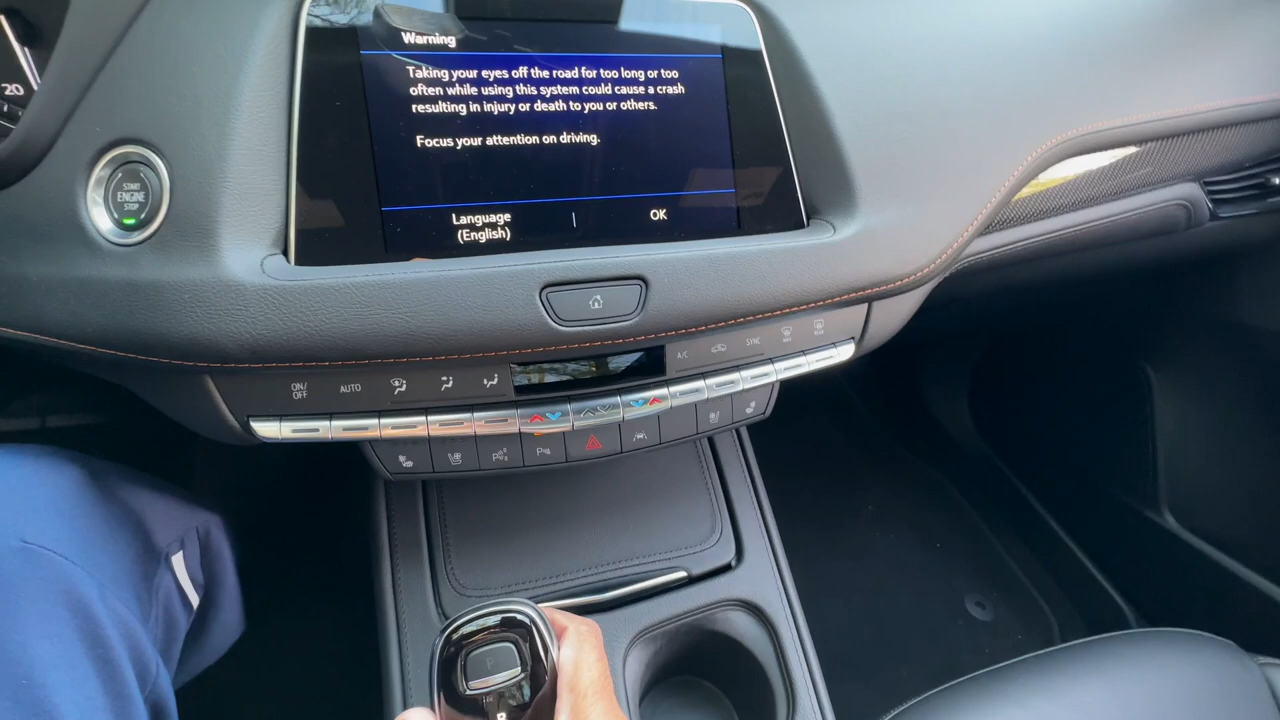 Warning
Taking your eyes off the road for too long or too
often while using this system could cause a crash
resulting in injury or death to you or others.
Focus your attention on driving.
Language
(English)
OK
20
START
ENGINE
STOP
ON/
OFF
AUTO
A/C
SYNC
MAX
REAR
P
R